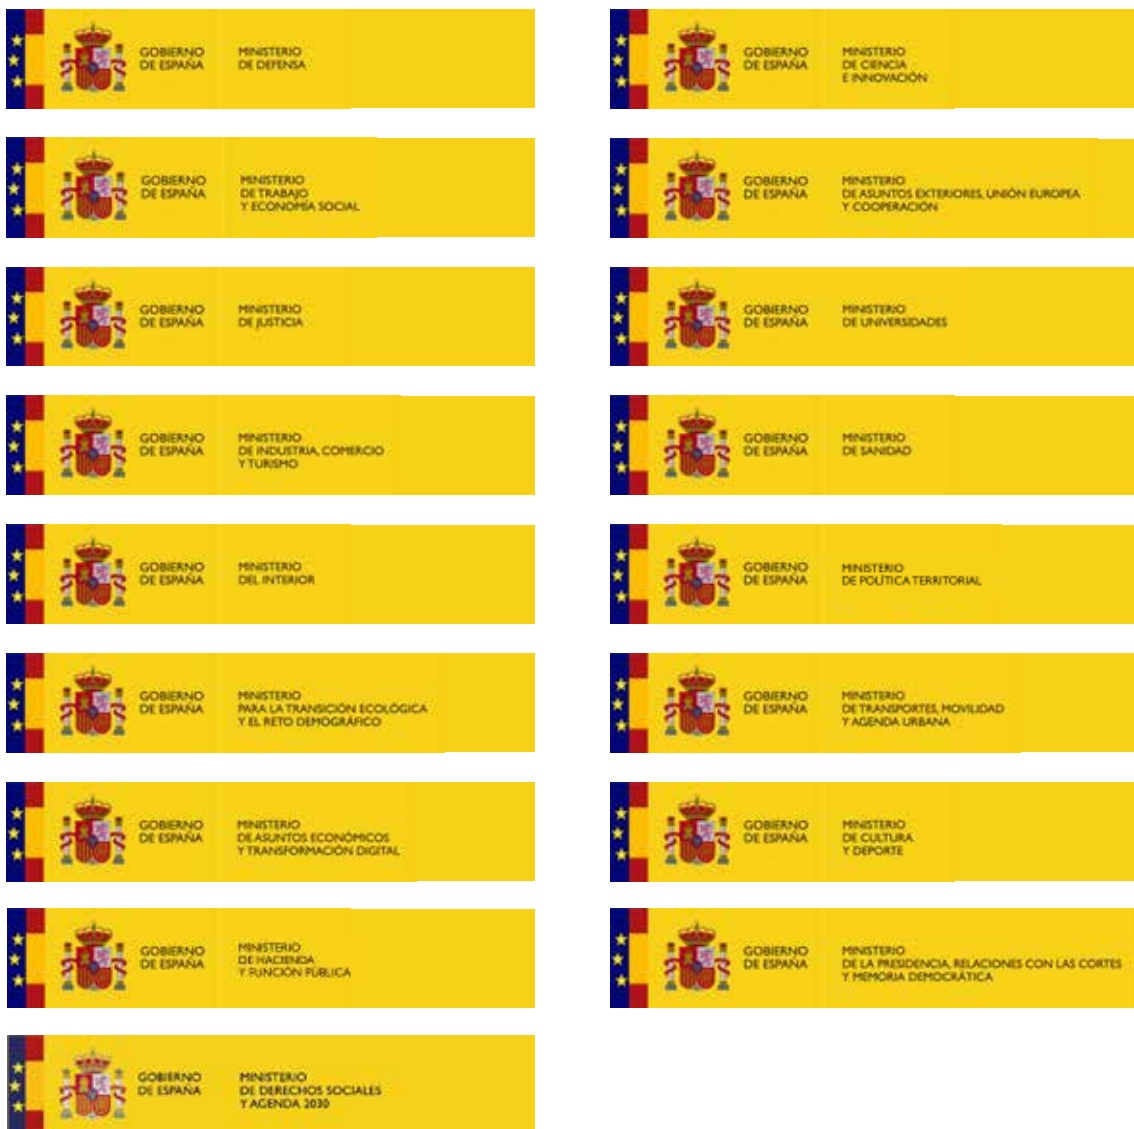 GOBIERNO
DE ESPAÑA
MINISTERIO
DE DEFENSA
GOBIERNO
DE ESPAÑA
MINISTERIO
DE CIENCIA
E INNOVACIÓN
GOBIERNO
DE ESPAÑA
MINISTERIO
DE TRABAJO
Y ECONOMÍA SOCIAL
GOBIERNO
DE ESPAÑA
MINISTERIO
DE ASUNTOS EXTERIORES, UNIÓN EUROPEA
Y COOPERACIÓN
GOBIERNO
DE ESPAÑA
MINISTERIO
DE JUSTICIA
GOBIERNO
DE ESPAÑA
MINISTERIO
DE UNIVERSIDADES
GOBIERNO
DE ESPAÑA
MINISTERIO
DE INDUSTRIA, COMERCIO
Y TURISMO
GOBIERNO
DE ESPAÑA
MINISTERIO
DE SANIDAD
GOBIERNO
DE ESPAÑA
MINISTERIO
DEL INTERIOR
GOBIERNO
DE ESPAÑA
MINISTERIO
DE POLÍTICA TERRITORIAL
GOBIERNO
DE ESPAÑA
MINISTERIO
PARA LA TRANSICIÓN ECOLÓGICA
Y EL RETO DEMOGRÁFICO
GOBIERNO
DE ESPAÑA
MINISTERIO
DE TRANSPORTES, MOVILIDAD
Y AGENDA URBANA
GOBIERNO
DE ESPAÑA
MINISTERIO
DE ASUNTOS ECONÓMICOS
Y TRANSFORMACIÓN DIGITAL
GOBIERNO
DE ESPAÑA
MINISTERIO
DE CULTURA
Y DEPORTE
GOBIERNO
DE ESPAÑA
MINISTERIO
DE HACIENDA
Y FUNCIÓN PÚBLICA
GOBIERNO
DE ESPAÑA
MINISTERIO
DE LA PRESIDENCIA, RELACIONES CON LAS CORTES
Y MEMORIA DEMOCRÁTICA
GOBIERNO
DE ESPAÑA
MINISTERIO
DE DERECHOS SOCIALES
Y AGENDA 2030